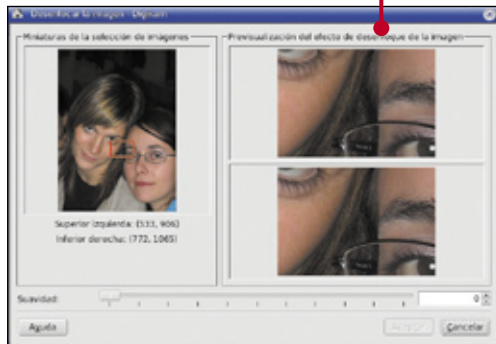 Desenfocar la imagen - Digikam
Miniaturas de la selección de imágenes
Previsualización del efecto de desenfoque de la imagen
Superior izquierda: (533, 906)
Inferior derecha: (772, 1065)
Suavidad:
0
Ayuda
Aceptar
Cancelar